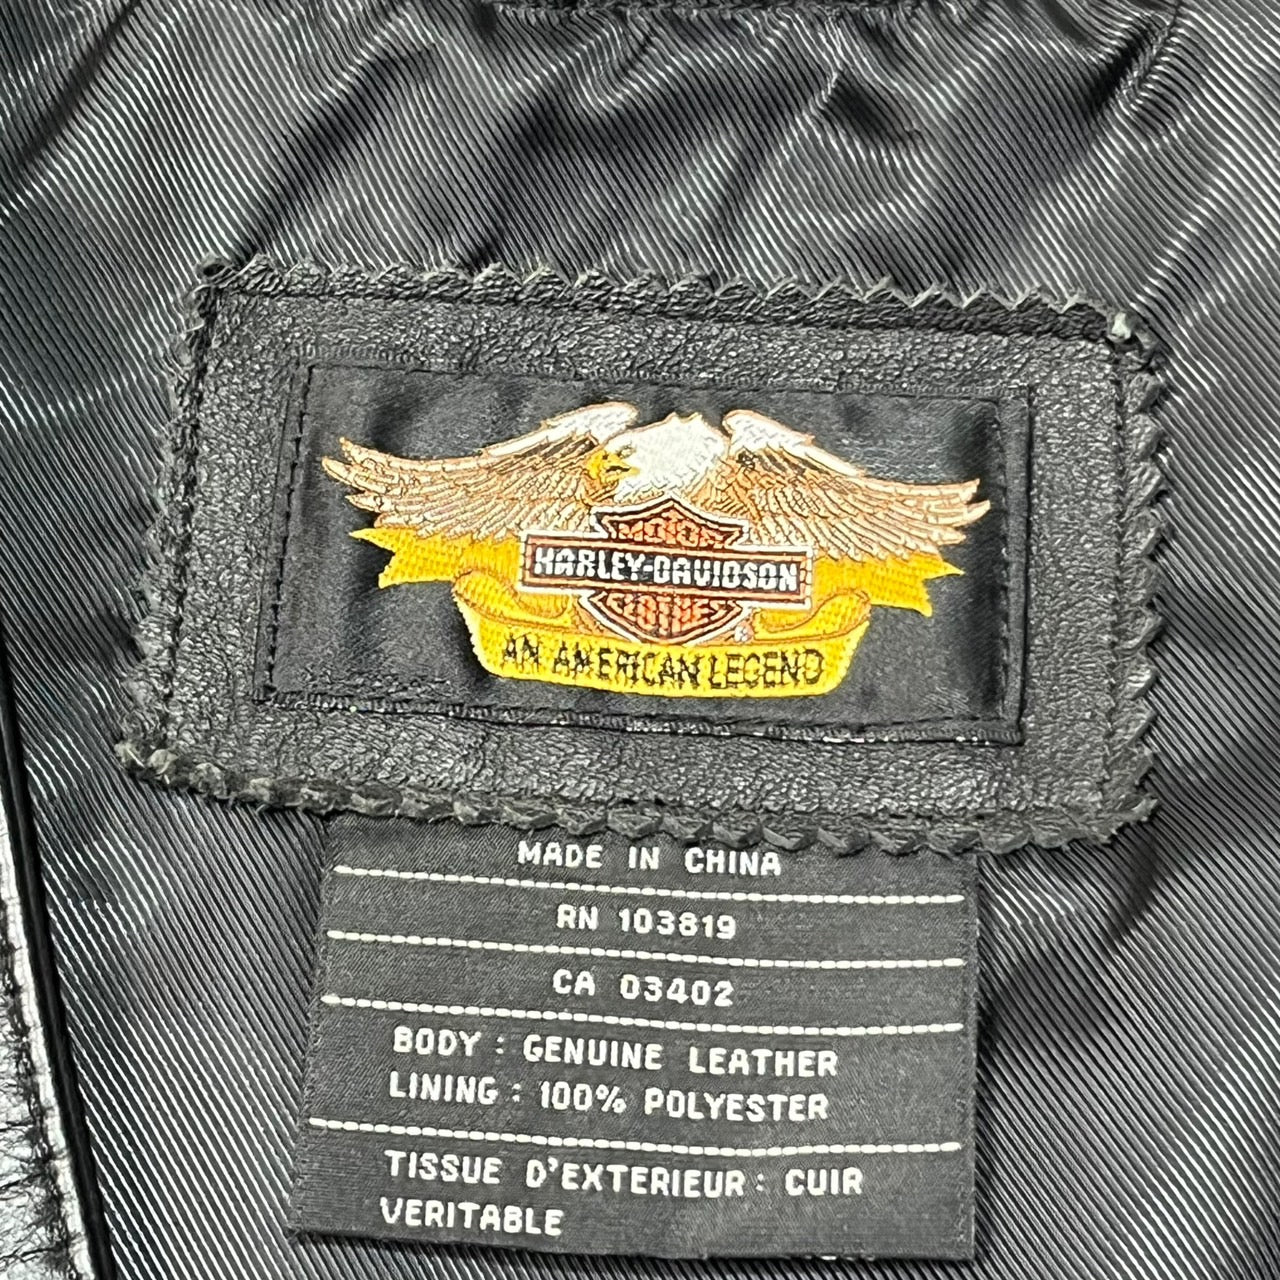 MOTOR
HARLEY-DAVIDSON
CYCLES
AN AMERICAN LEGEND
MADE IN CHINA
RN 103819
CA 03402
BODY : GENUINE LEATHER
LINING : 100% POLYESTER
TISSUE D'EXTERIEUR : CUIR
VERITABLE